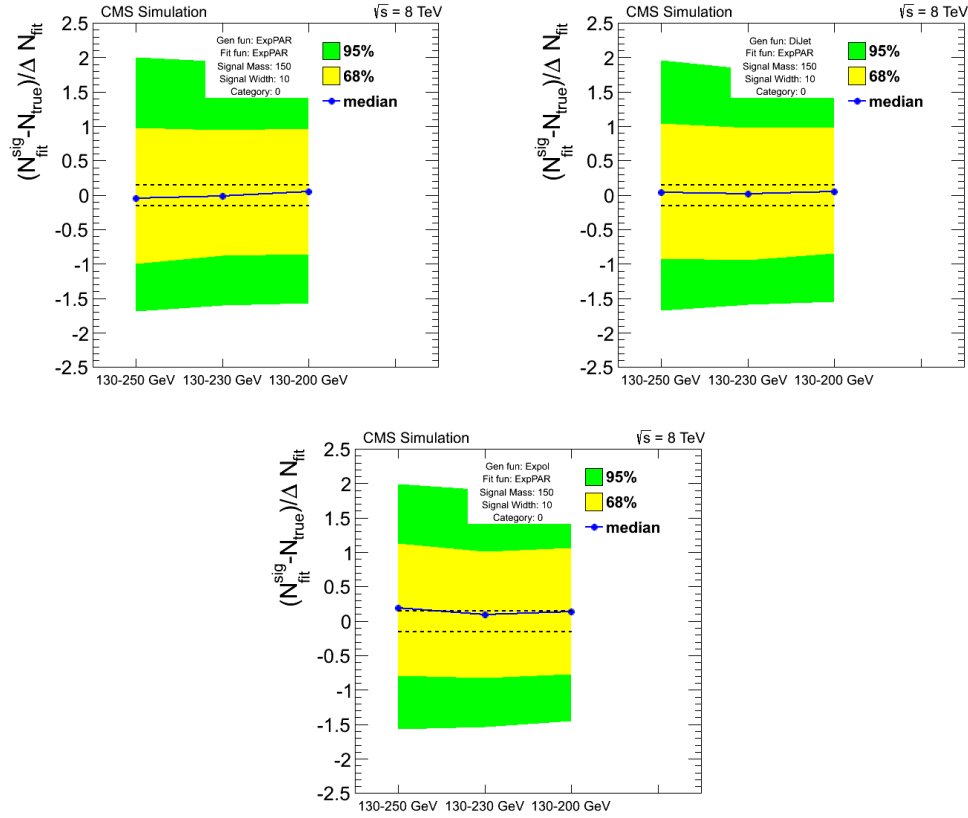 CMS Simulation √s = 8 TeV
(N_fit^sig-N_true)/Δ N_fit
2.5
2
1.5
1
0.5
0
-0.5
-1
-1.5
-2
-2.5
Gen fun: ExpPAR
Fit fun: ExpPAR
Signal Mass: 150
Signal Width: 10
Category: 0
95%
68%
median
130-250 GeV 130-230 GeV 130-200 GeV
CMS Simulation √s = 8 TeV
(N_fit^sig-N_true)/Δ N_fit
2.5
2
1.5
1
0.5
0
-0.5
-1
-1.5
-2
-2.5
Gen fun: DiJet
Fit fun: ExpPAR
Signal Mass: 150
Signal Width: 10
Category: 0
95%
68%
median
130-250 GeV 130-230 GeV 130-200 GeV
CMS Simulation √s = 8 TeV
(N_fit^sig-N_true)/Δ N_fit
2.5
2
1.5
1
0.5
0
-0.5
-1
-1.5
-2
-2.5
Gen fun: Expol
Fit fun: ExpPAR
Signal Mass: 150
Signal Width: 10
Category: 0
95%
68%
median
130-250 GeV 130-230 GeV 130-200 GeV